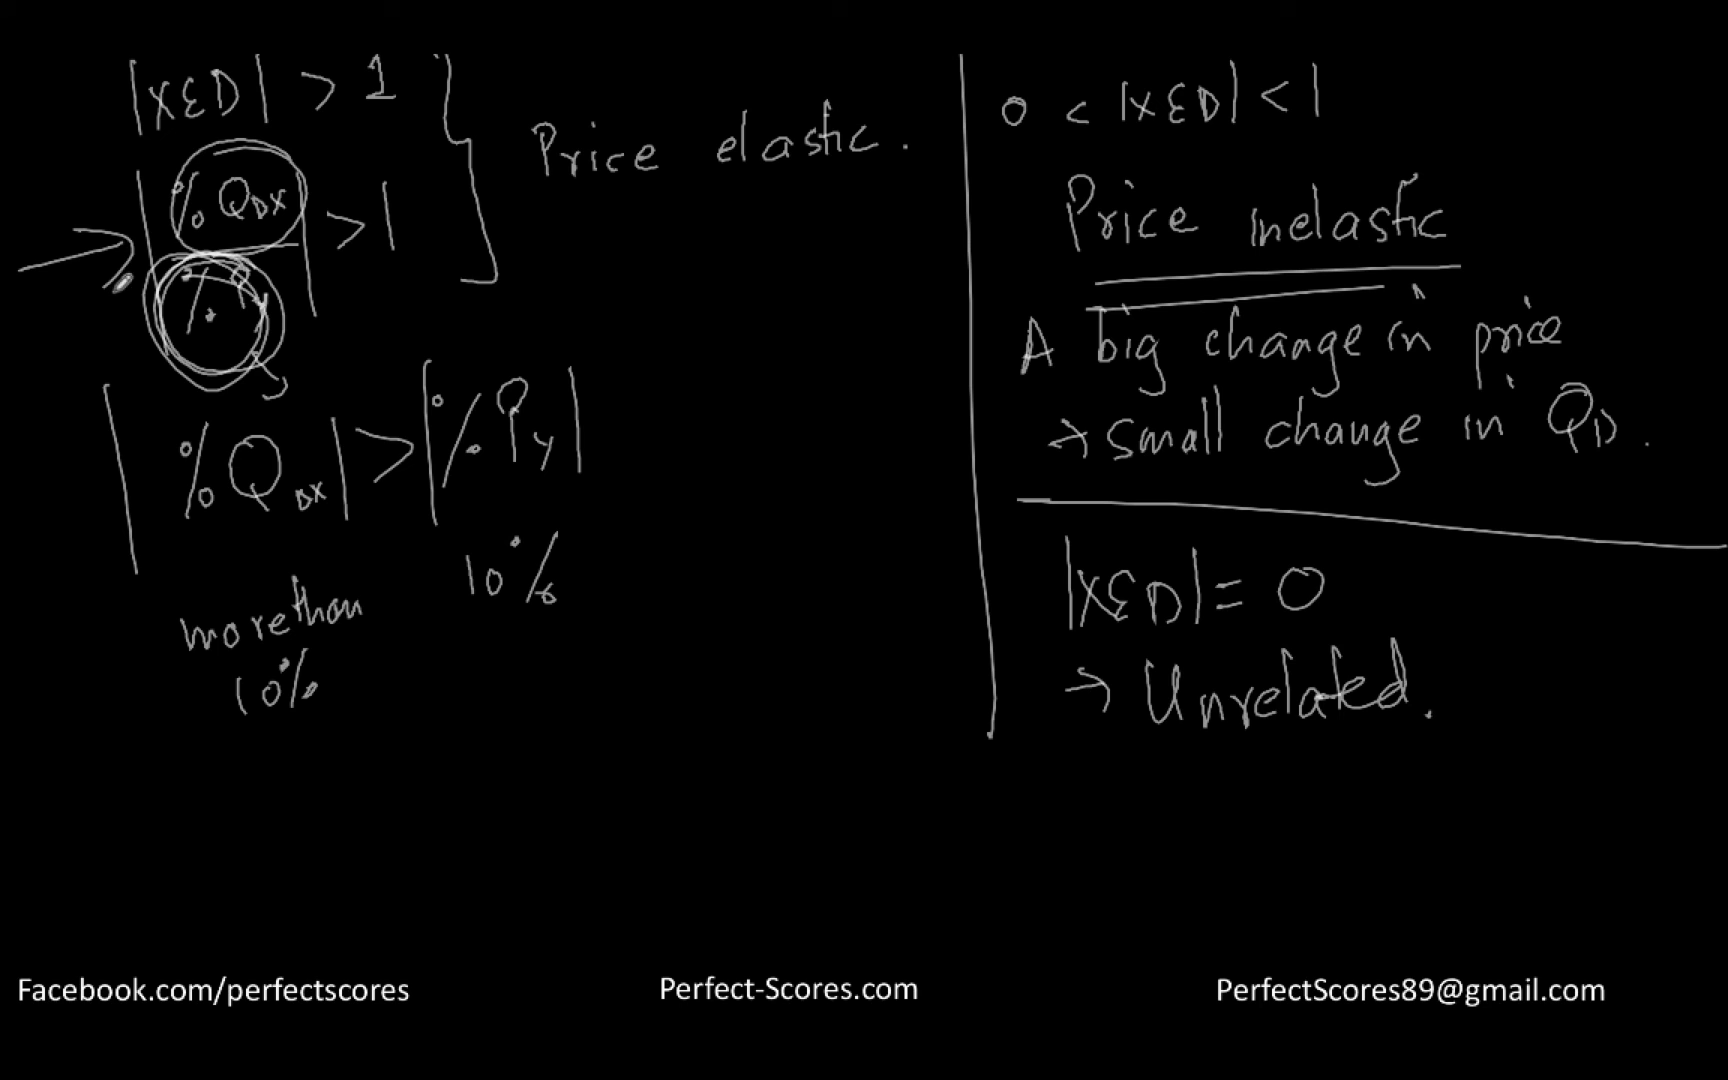 |XED| > 1
Price elastic.
|% QDX / % Py| > 1
|% QDX| > |% Py|
more than 10%
10%
0 < |XED| < 1
Price inelastic
A big change in price
→ small change in QD.
|XED| = 0
→ Unrelated.
Facebook.com/perfectscores
Perfect-Scores.com
PerfectScores89@gmail.com